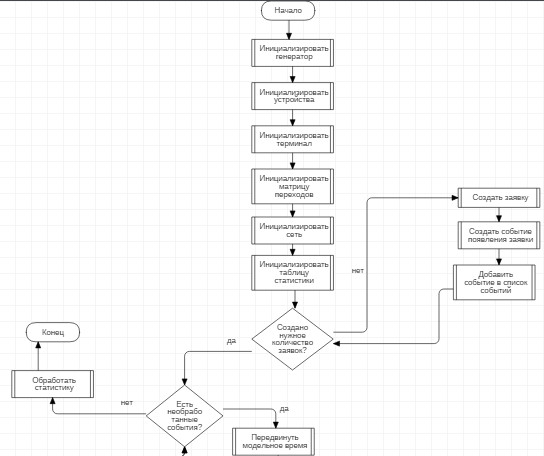 Начало
Инициализировать
генератор
Инициализировать
устройства
Инициализировать
терминал
Инициализировать
матрицу
переходов
Инициализировать
сеть
Инициализировать
таблицу
статистики
Создать заявку
Создать событие
появления заявки
Добавить
событие в список
событий
нет
Создано
нужное
количество
заявок?
да
Конец
Обработать
статистику
нет
Есть
необрабо
танные
события?
да
Передвинуть
модельное время